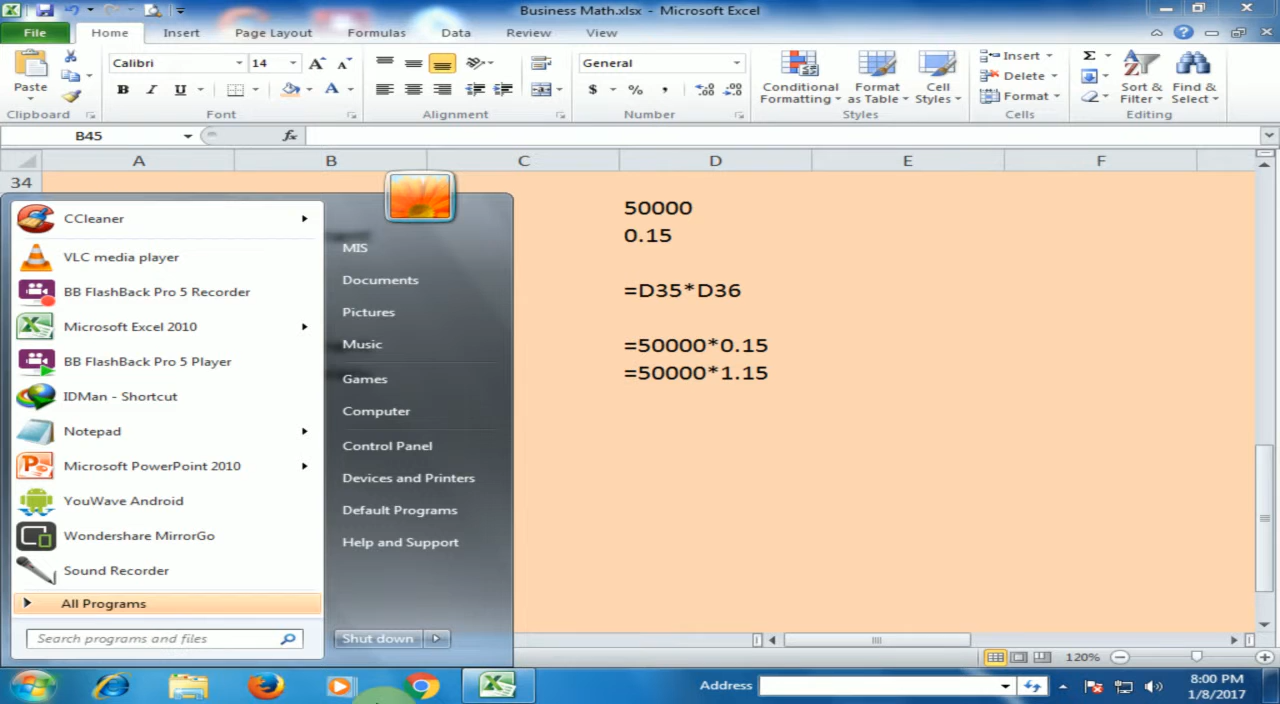 Business Math.xlsx - Microsoft Excel
File Home Insert Page Layout Formulas Data Review View
Paste
Clipboard
Calibri 14
B I U
Font
Alignment
General
$ % ,
Number
Conditional Formatting
Format as Table
Cell Styles
Styles
Insert
Delete
Format
Cells
Sort & Filter
Find & Select
Editing
B45 fx
A B C D E F
34
50000
0.15
=D35*D36
=50000*0.15
=50000*1.15
CCleaner
VLC media player
BB FlashBack Pro 5 Recorder
Microsoft Excel 2010
BB FlashBack Pro 5 Player
IDMan - Shortcut
Notepad
Microsoft PowerPoint 2010
YouWave Android
Wondershare MirrorGo
Sound Recorder
All Programs
Search programs and files
MIS
Documents
Pictures
Music
Games
Computer
Control Panel
Devices and Printers
Default Programs
Help and Support
Shut down
120%
Address
8:00 PM
1/8/2017